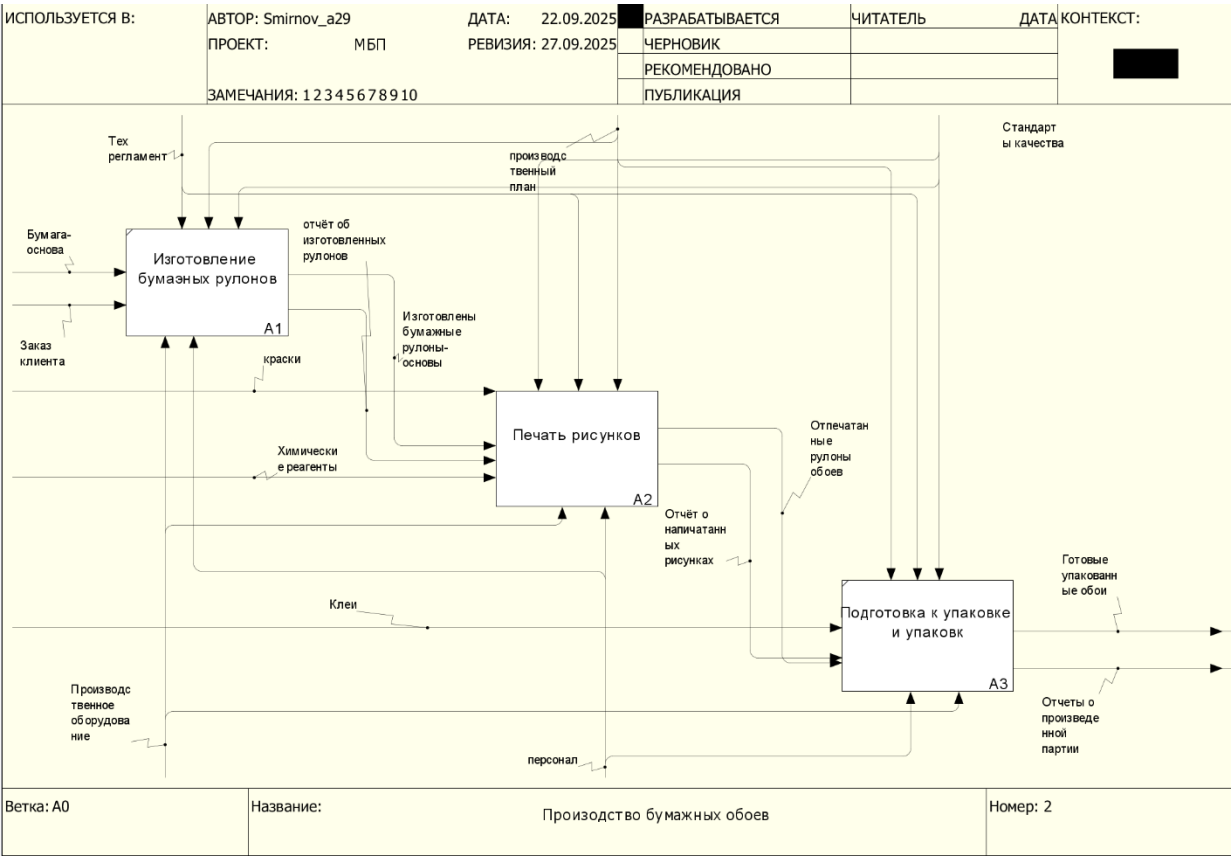 ИСПОЛЬЗУЕТСЯ В:
АВТОР: Smirnov_a29
ДАТА: 22.09.2025
РАЗРАБАТЫВАЕТСЯ
ЧИТАТЕЛЬ
ДАТА
КОНТЕКСТ:
ПРОЕКТ: МБП
РЕВИЗИЯ: 27.09.2025
ЧЕРНОВИК
РЕКОМЕНДОВАНО
ЗАМЕЧАНИЯ: 1 2 3 4 5 6 7 8 9 10
ПУБЛИКАЦИЯ
Тех
регламент
производс
твенный
план
Стандарт
ы качества
Бумага-
основа
Изготовление
бумаэных рулонов
A1
отчёт об
изготовленных
рулонов
Заказ
клиента
Изготовлены
бумажные
рулоны-
основы
краски
Печать рисунков
A2
Химически
е реагенты
Отпечатан
ные
рулоны
обоев
Отчёт о
напичатанн
ых
рисунках
Готовые
упакованн
ые обои
Клеи
Подготовка к упаковке
и упаковк
A3
Производс
твенное
оборудова
ние
Отчеты о
произведе
нной
партии
персонал
Ветка: A0
Название:
Произодство бумажных обоев
Номер: 2